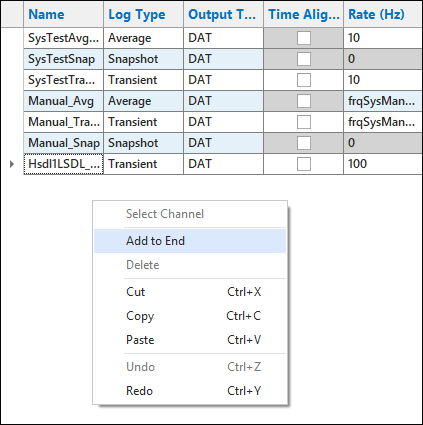 Name Log Type Output T... Time Alig... Rate (Hz)
SysTestAvg... Average DAT 10
SysTestSnap Snapshot DAT 0
SysTestTra... Transient DAT 10
Manual_Avg Average DAT frqSysMan...
Manual_Tra... Transient DAT frqSysMan...
Manual_Snap Snapshot DAT 0
Hsdl1LSDL_... Transient DAT 100
Select Channel
Add to End
Delete
Cut Ctrl+X
Copy Ctrl+C
Paste Ctrl+V
Undo Ctrl+Z
Redo Ctrl+Y